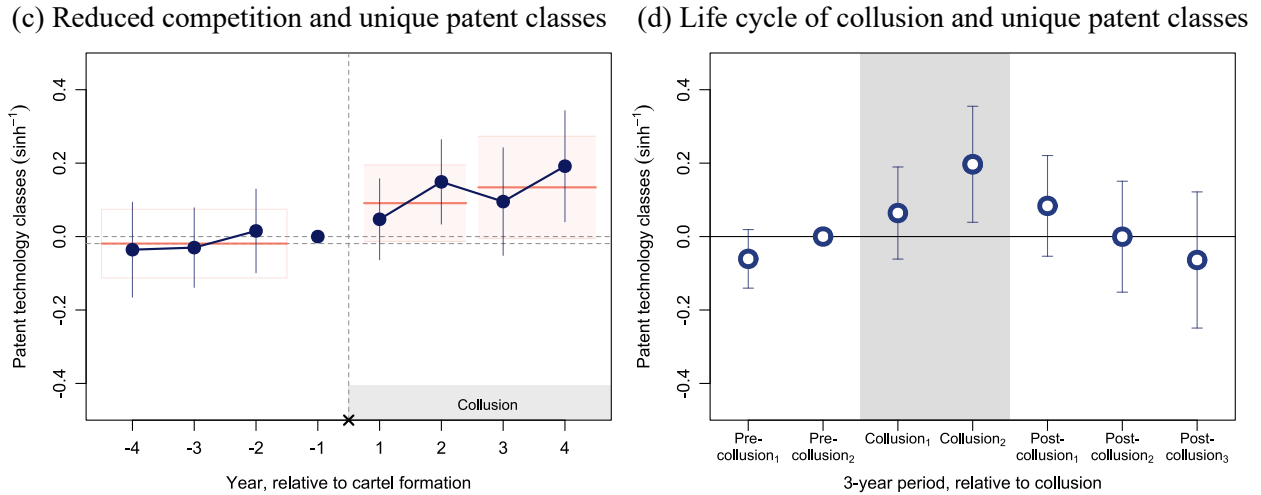 (c) Reduced competition and unique patent classes
Patent technology classes (sinh⁻¹)
0.4
0.2
0.0
-0.2
-0.4
Collusion
-4 -3 -2 -1 1 2 3 4
Year, relative to cartel formation
(d) Life cycle of collusion and unique patent classes
Patent technology classes (sinh⁻¹)
0.4
0.2
0.0
-0.2
-0.4
Pre- Pre- Collusion₁ Collusion₂ Post- Post- Post-
collusion₁ collusion₂ collusion₁ collusion₂ collusion₃
3-year period, relative to collusion